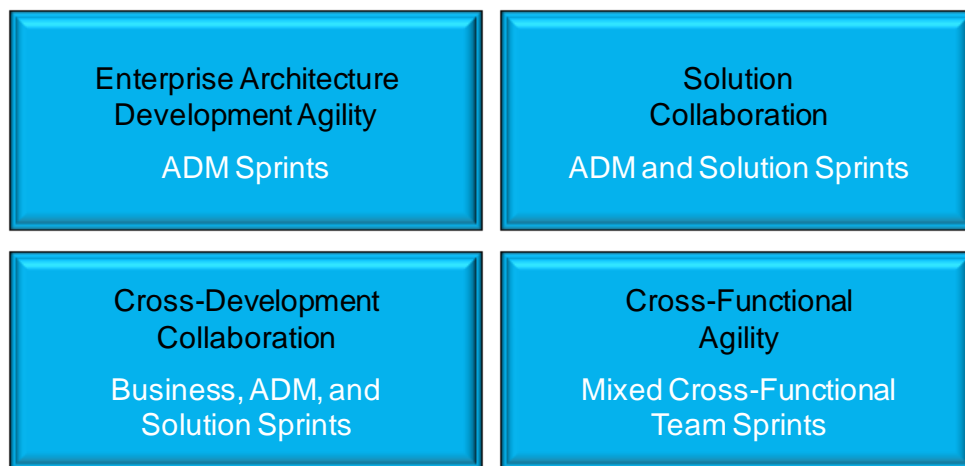 Enterprise Architecture
Development Agility
ADM Sprints
Solution
Collaboration
ADM and Solution Sprints
Cross-Development
Collaboration
Business, ADM, and
Solution Sprints
Cross-Functional
Agility
Mixed Cross-Functional
Team Sprints